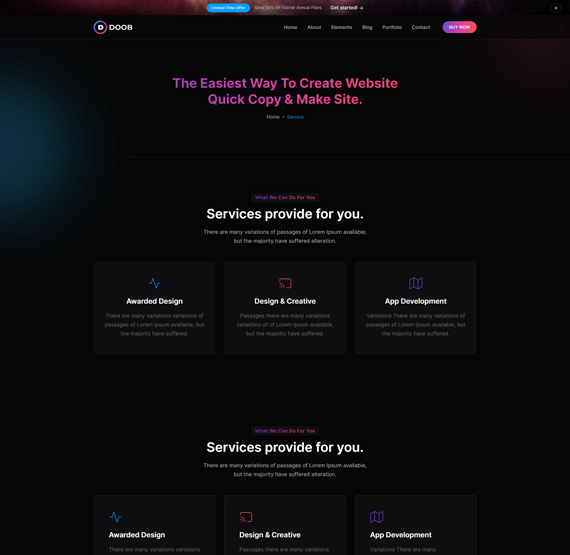 Limited Time Offer Save 50% off Starter Annual Plans Get started! →
DOOB Home About Elements Blog Portfolio Contact BUY NOW
The Easiest Way To Create Website
Quick Copy & Make Site.
Home • Service
What We Can Do For You
Services provide for you.
There are many variations of passages of Lorem Ipsum available,
but the majority have suffered alteration.
Awarded Design
There are many variations variations of
passages of Lorem Ipsum available, but
the majority have suffered.
Design & Creative
Passages there are many variations
variations of of Lorem Ipsum available,
but the majority have suffered.
App Development
Variations There are many variations of
passages of Lorem Ipsum available, but
the majority have suffered.
What We Can Do For You
Services provide for you.
There are many variations of passages of Lorem Ipsum available,
but the majority have suffered alteration.
Awarded Design
There are many variations variations
Design & Creative
Passages there are many variations
App Development
Variations There are many